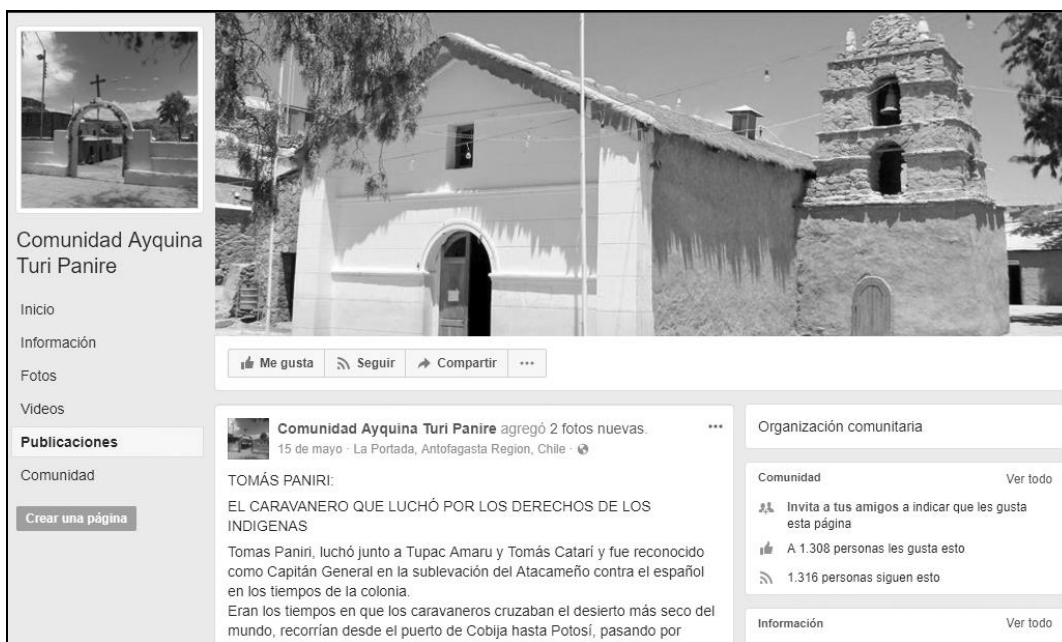 Comunidad Ayquina
Turi Panire
Inicio
Información
Fotos
Videos
Publicaciones
Comunidad
Crear una página
Me gusta
Seguir
Compartir
Comunidad Ayquina Turi Panire agregó 2 fotos nuevas.
15 de mayo · La Portada, Antofagasta Region, Chile ·
TOMÁS PANIRI:
EL CARAVANERO QUE LUCHÓ POR LOS DERECHOS DE LOS
INDIGENAS
Tomas Paniri, luchó junto a Tupac Amaru y Tomás Catarí y fue reconocido
como Capitán General en la sublevación del Atacameño contra el español
en los tiempos de la colonia.
Eran los tiempos en que los caravaneros cruzaban el desierto más seco del
mundo, recorrían desde el puerto de Cobija hasta Potosí, pasando por
Organización comunitaria
Comunidad
Ver todo
Invita a tus amigos a indicar que les gusta
esta página
A 1.308 personas les gusta esto
1.316 personas siguen esto
Información
Ver todo